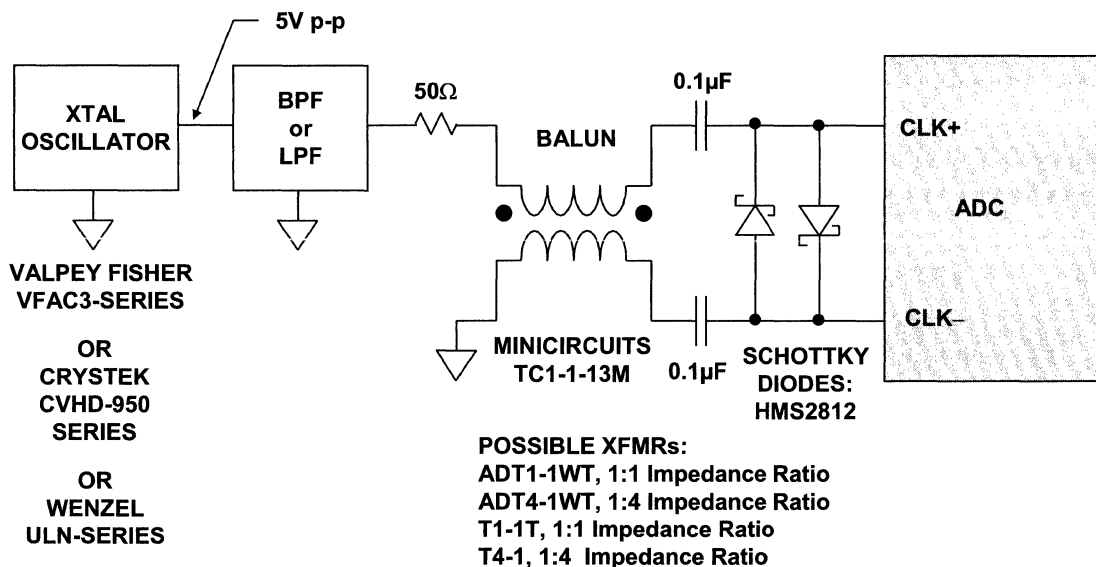 5V p-p
XTAL
OSCILLATOR
BPF
or
LPF
50Ω
BALUN
0.1µF
CLK+
ADC
CLK–
VALPEY FISHER
VFAC3-SERIES
OR
CRYSTEK
CVHD-950
SERIES
OR
WENZEL
ULN-SERIES
MINICIRCUITS
TC1-1-13M
0.1µF
SCHOTTKY
DIODES:
HMS2812
POSSIBLE XFMRs:
ADT1-1WT, 1:1 Impedance Ratio
ADT4-1WT, 1:4 Impedance Ratio
T1-1T, 1:1 Impedance Ratio
T4-1, 1:4 Impedance Ratio